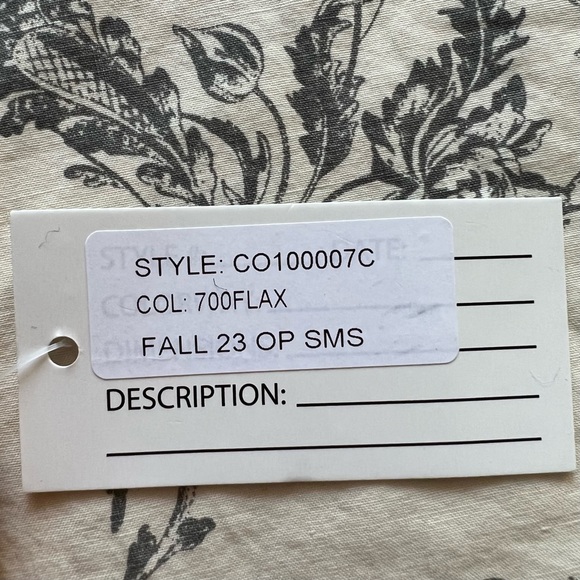 STYLE: CO100007C
COL: 700FLAX
FALL 23 OP SMS
DESCRIPTION: